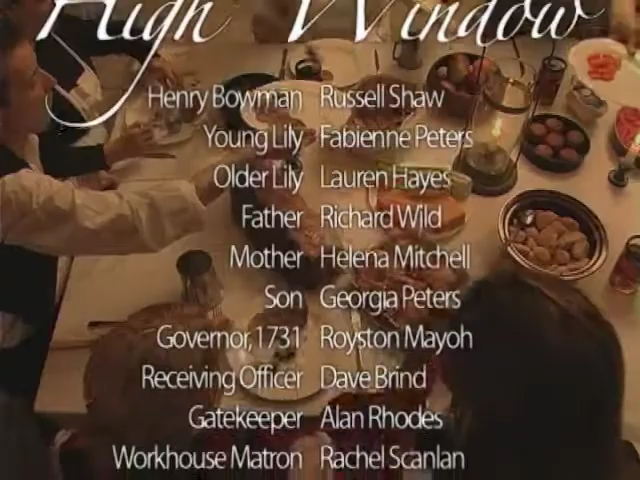 High Window
Henry Bowman Russell Shaw
Young Lily Fabienne Peters
Older Lily Lauren Hayes
Father Richard Wild
Mother Helena Mitchell
Son Georgia Peters
Governor,1731 Royston Mayoh
Receiving Officer Dave Brind
Gatekeeper Alan Rhodes
Workhouse Matron Rachel Scanlan